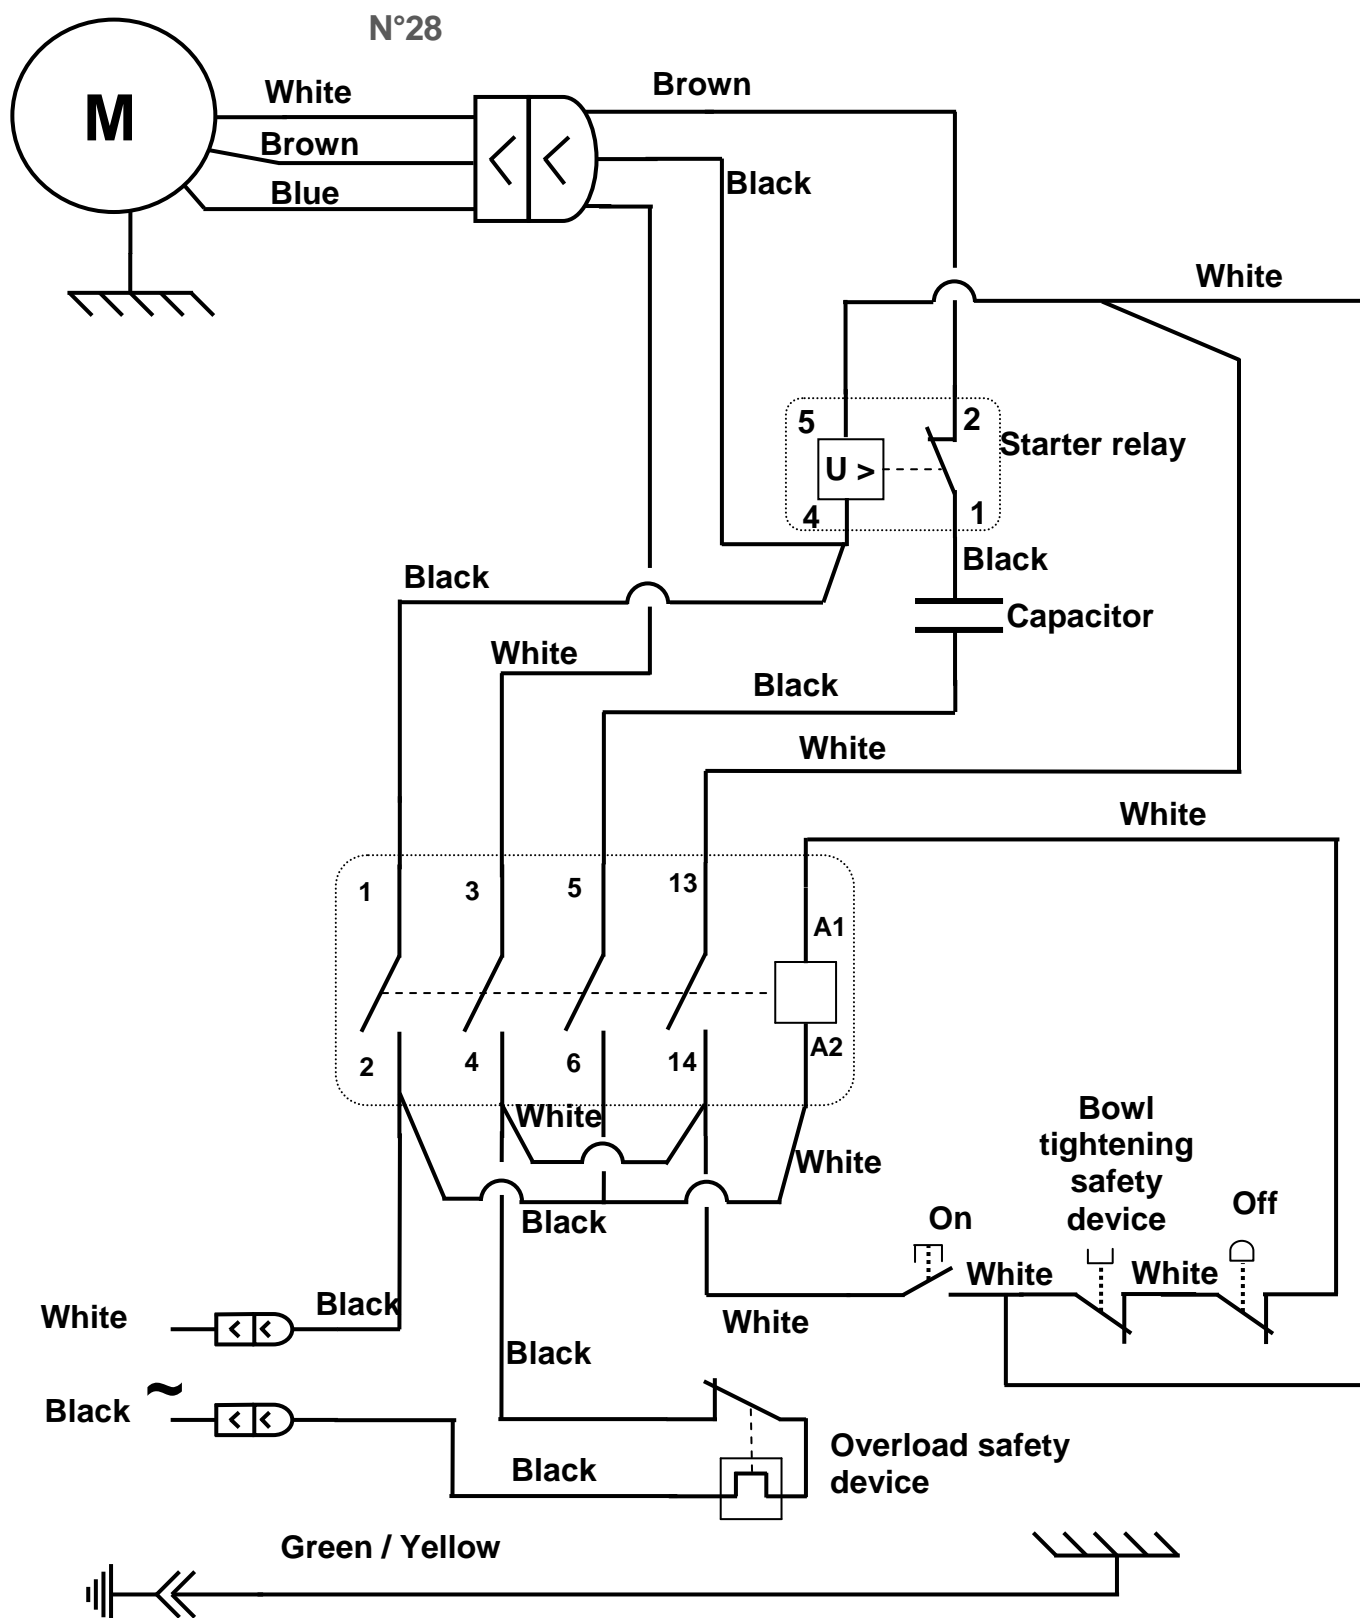 N°28
M
White
Brown
Blue
Brown
Black
White
5
2
Starter relay
U >
4
1
Black
Capacitor
Black
White
Black
White
White
1
3
5
13
A1
2
4
6
14
A2
White
White
Black
Bowl
tightening
safety
device
Off
On
White
White
White
White
Black
Black
~
Black
Black
Overload safety
device
Green / Yellow